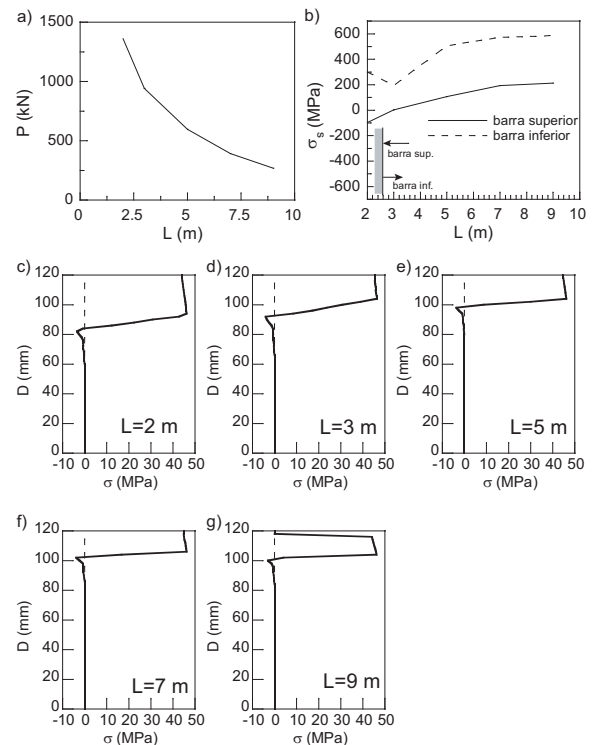 a)
1500
1000
500
0
P (kN)
0 2.5 5 7.5 10
L (m)
b)
600
400
200
0
-200
-400
-600
σs (MPa)
barra superior
barra inferior
barra sup.
barra inf.
2 3 4 5 6 7 8 9 10
L (m)
c)
120
100
80
60
40
20
0
D (mm)
L=2 m
-10 0 10 20 30 40 50
σ (MPa)
d)
120
100
80
60
40
20
0
D (mm)
L=3 m
-10 0 10 20 30 40 50
σ (MPa)
e)
120
100
80
60
40
20
0
D (mm)
L=5 m
-10 0 10 20 30 40 50
σ (MPa)
f)
120
100
80
60
40
20
0
D (mm)
L=7 m
-10 0 10 20 30 40 50
σ (MPa)
g)
120
100
80
60
40
20
0
D (mm)
L=9 m
-10 0 10 20 30 40 50
σ (MPa)